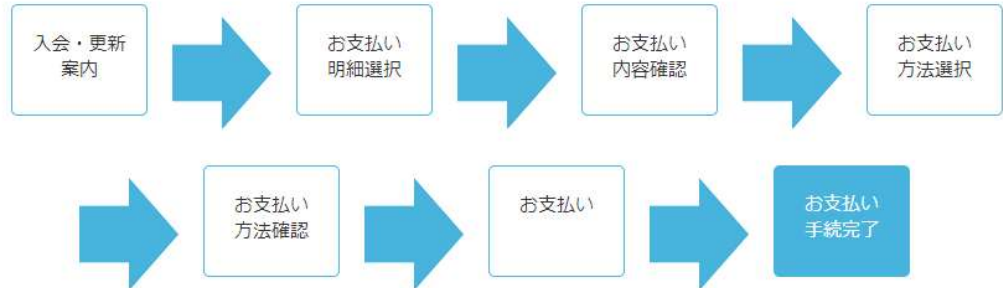 入会・更新
案内
お支払い
明細選択
お支払い
内容確認
お支払い
方法選択
お支払い
方法確認
お支払い
お支払い
手続完了